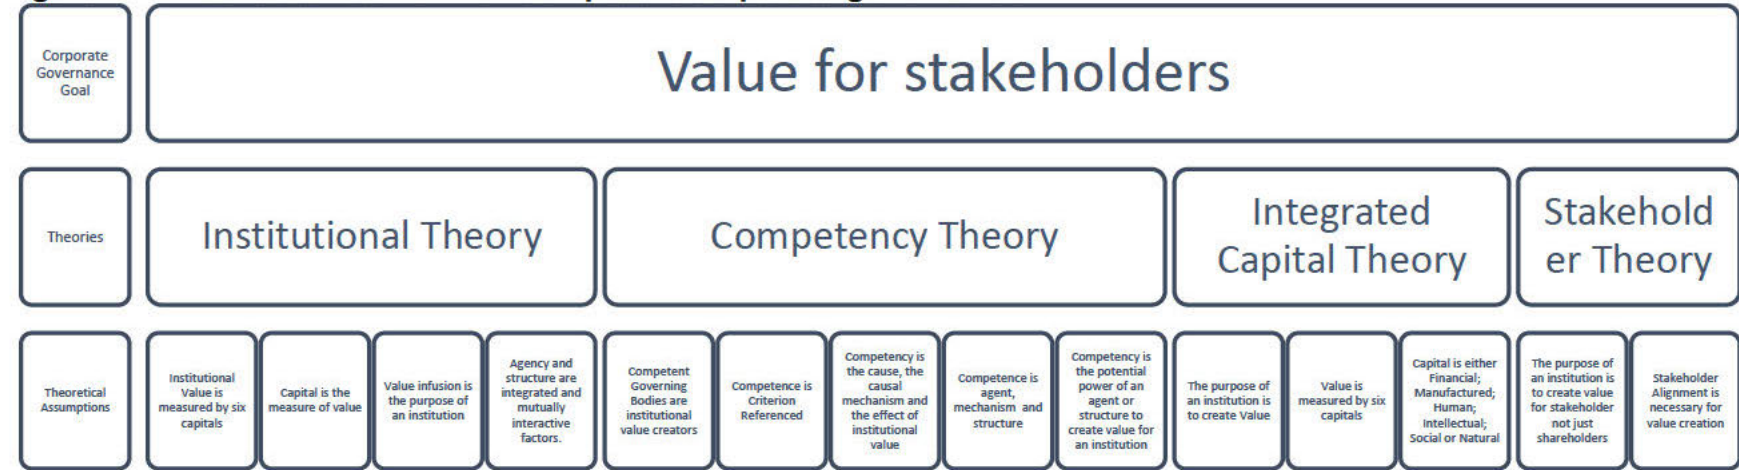 Corporate
Governance
Goal
Value for stakeholders
Theories
Institutional Theory
Competency Theory
Integrated
Capital Theory
Stakehold
er Theory
Theoretical
Assumptions
Institutional
Value is
measured by six
capitals
Capital is the
measure of value
Value infusion is
the purpose of
an institution
Agency and
structure are
integrated and
mutually
interactive
factors.
Competent
Governing
Bodies are
institutional
value creators
Competence is
Criterion
Referenced
Competency is
the cause, the
causal
mechanism and
the effect of
institutional
value
Competence is
agent,
mechanism and
structure
Competency is
the potential
power of an
agent or
structure to
create value for
an institution
The purpose of
an institution is
to create Value
Value is
measured by six
capitals
Capital is either
Financial;
Manufactured;
Human;
Intellectual;
Social or Natural
The purpose of
an institution is
to create value
for stakeholder
not just
shareholders
Stakeholder
Alignment is
necessary for
value creation